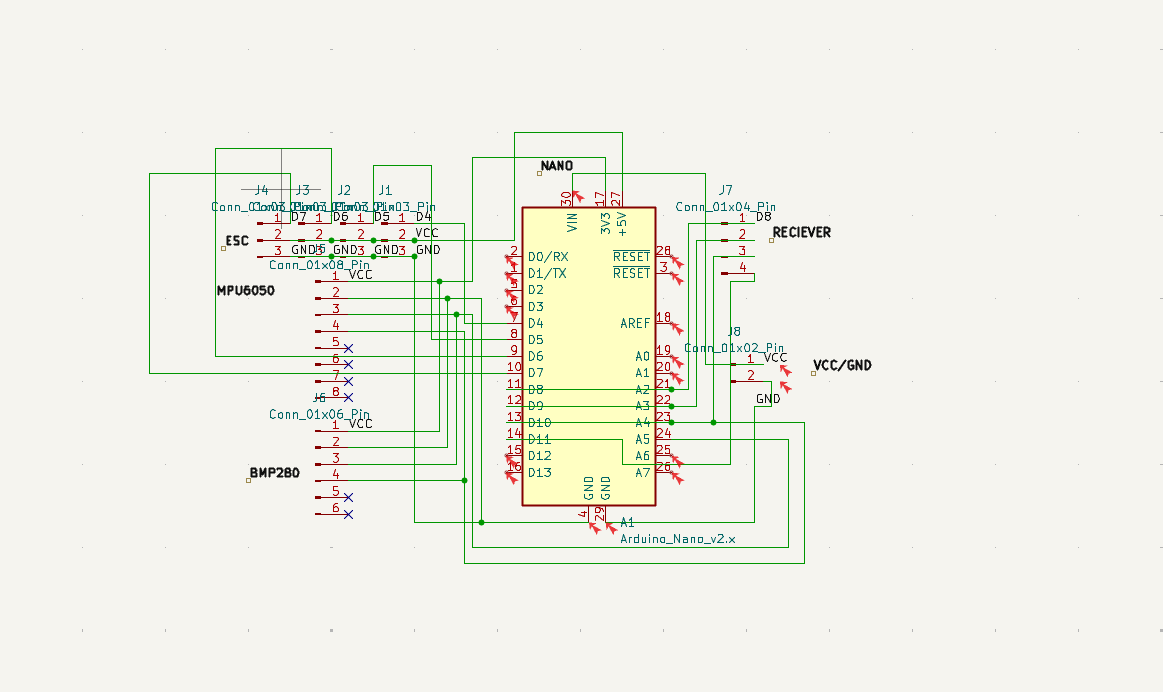 NANO
J4 J3 J2 J1
Conn_01x03_Pin
J7
Conn_01x04_Pin
ESC
1 D7 1 D6 1 D5 1 D4
2 2 2 2 VCC
3 GND 3 GND 3 GND 3 GND
J5
Conn_01x08_Pin
MPU6050
1 VCC
2
3
4
5
6
7
8
J6
Conn_01x06_Pin
1 VCC
2
3
4
5
6
BMP280
30 17 27
VIN 3V3 +5V
2 D0/RX RESET 28
1 D1/TX RESET 3
5 D2
6 D3
7 D4 AREF 18
8 D5
9 D6 A0 19
10 D7 A1 20
11 D8 A2 21
12 D9 A3 22
13 D10 A4 23
14 D11 A5 24
15 D12 A6 25
16 D13 A7 26
GND GND
4 29
A1
Arduino_Nano_v2.x
1 D8
2
3
4
RECIEVER
J8
Conn_01x02_Pin
1 VCC
2
GND
VCC/GND